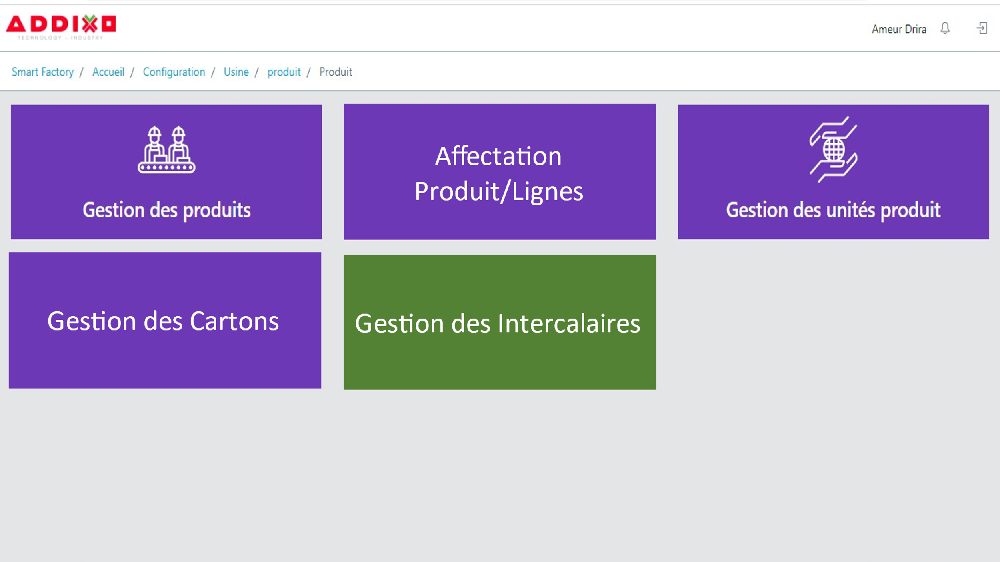 ADDIXO
TECHNOLOGY - INDUSTRY
Ameur Drira
Smart Factory / Accueil / Configuration / Usine / produit / Produit
Gestion des produits
Affectation
Produit/Lignes
Gestion des unités produit
Gestion des Cartons
Gestion des Intercalaires